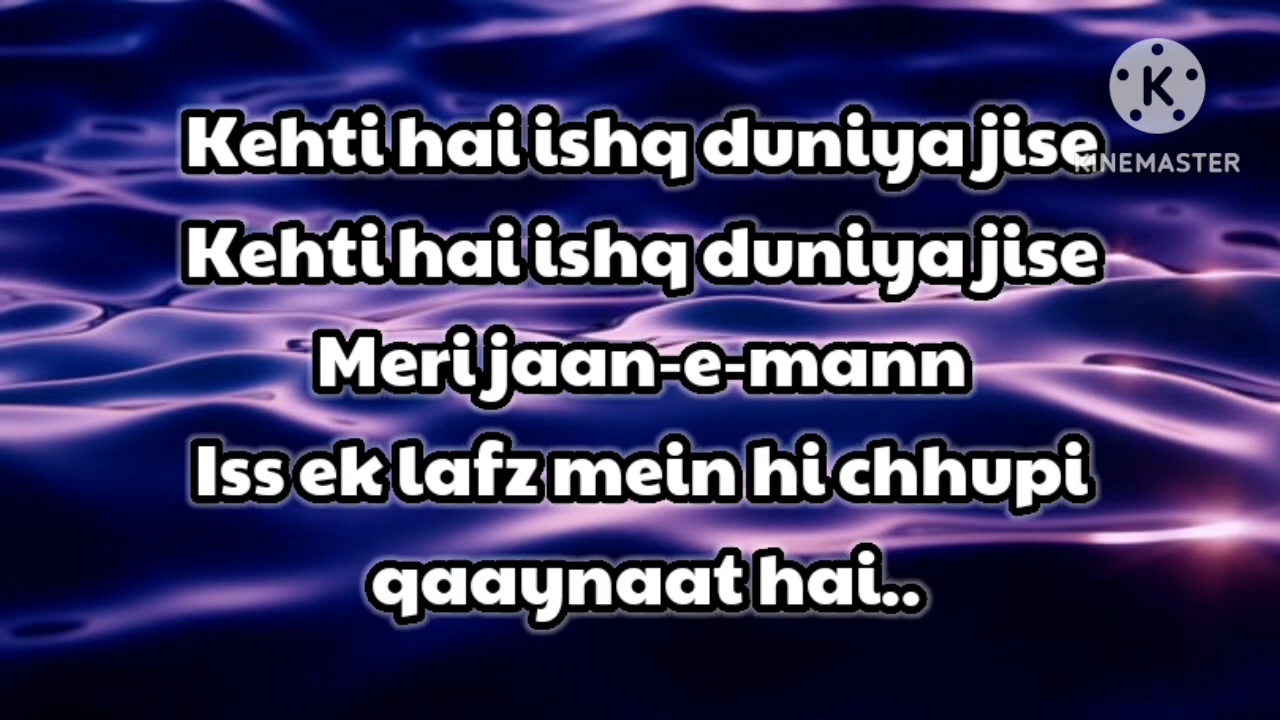 Kehti hai ishq duniya jise
KINEMASTER
Kehti hai ishq duniya jise
Meri jaan-e-mann
Iss ek lafz mein hi chhupi
qaaynaat hai..